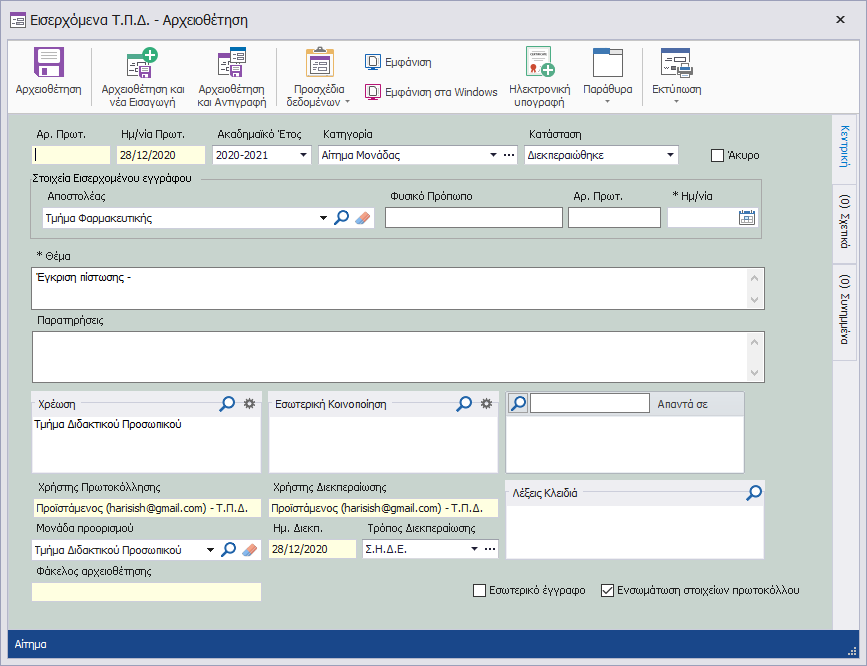 Εισερχόμενα Τ.Π.Δ. - Αρχειοθέτηση
Αρχειοθέτηση
Αρχειοθέτηση και
νέα Εισαγωγή
Αρχειοθέτηση
και Αντιγραφή
Προσχέδια
δεδομένων
Εμφάνιση
Εμφάνιση στα Windows
Ηλεκτρονική
υπογραφή
Παράθυρα
Εκτύπωση
Αρ. Πρωτ.
Ημ/νία Πρωτ.
Ακαδημαϊκό Έτος
Κατηγορία
Κατάσταση
28/12/2020
2020-2021
Αίτημα Μονάδας
Διεκπεραιώθηκε
Άκυρο
Στοιχεία Εισερχομένου εγγράφου
Αποστολέας
Φυσικό Πρόπωπο
Αρ. Πρωτ.
* Ημ/νία
Τμήμα Φαρμακευτικής
* Θέμα
Έγκριση πίστωσης -
Παρατηρήσεις
Χρέωση
Εσωτερική Κοινοποίηση
Απαντά σε
Τμήμα Διδακτικού Προσωπικού
Χρήστης Πρωτοκόλλησης
Χρήστης Διεκπεραίωσης
Λέξεις Κλειδιά
Προϊστάμενος (harisish@gmail.com) - Τ.Π.Δ.
Προϊστάμενος (harisish@gmail.com) - Τ.Π.Δ.
Μονάδα προορισμού
Ημ. Διεκπ.
Τρόπος Διεκπεραίωσης
Τμήμα Διδακτικού Προσωπικού
28/12/2020
Σ.Η.Δ.Ε.
Φάκελος αρχειοθέτησης
Εσωτερικό έγγραφο
Ενσωμάτωση στοιχείων πρωτοκόλλου
Κεντρική
(0) Σχετικά
(0) Συνημμένα
Αίτημα